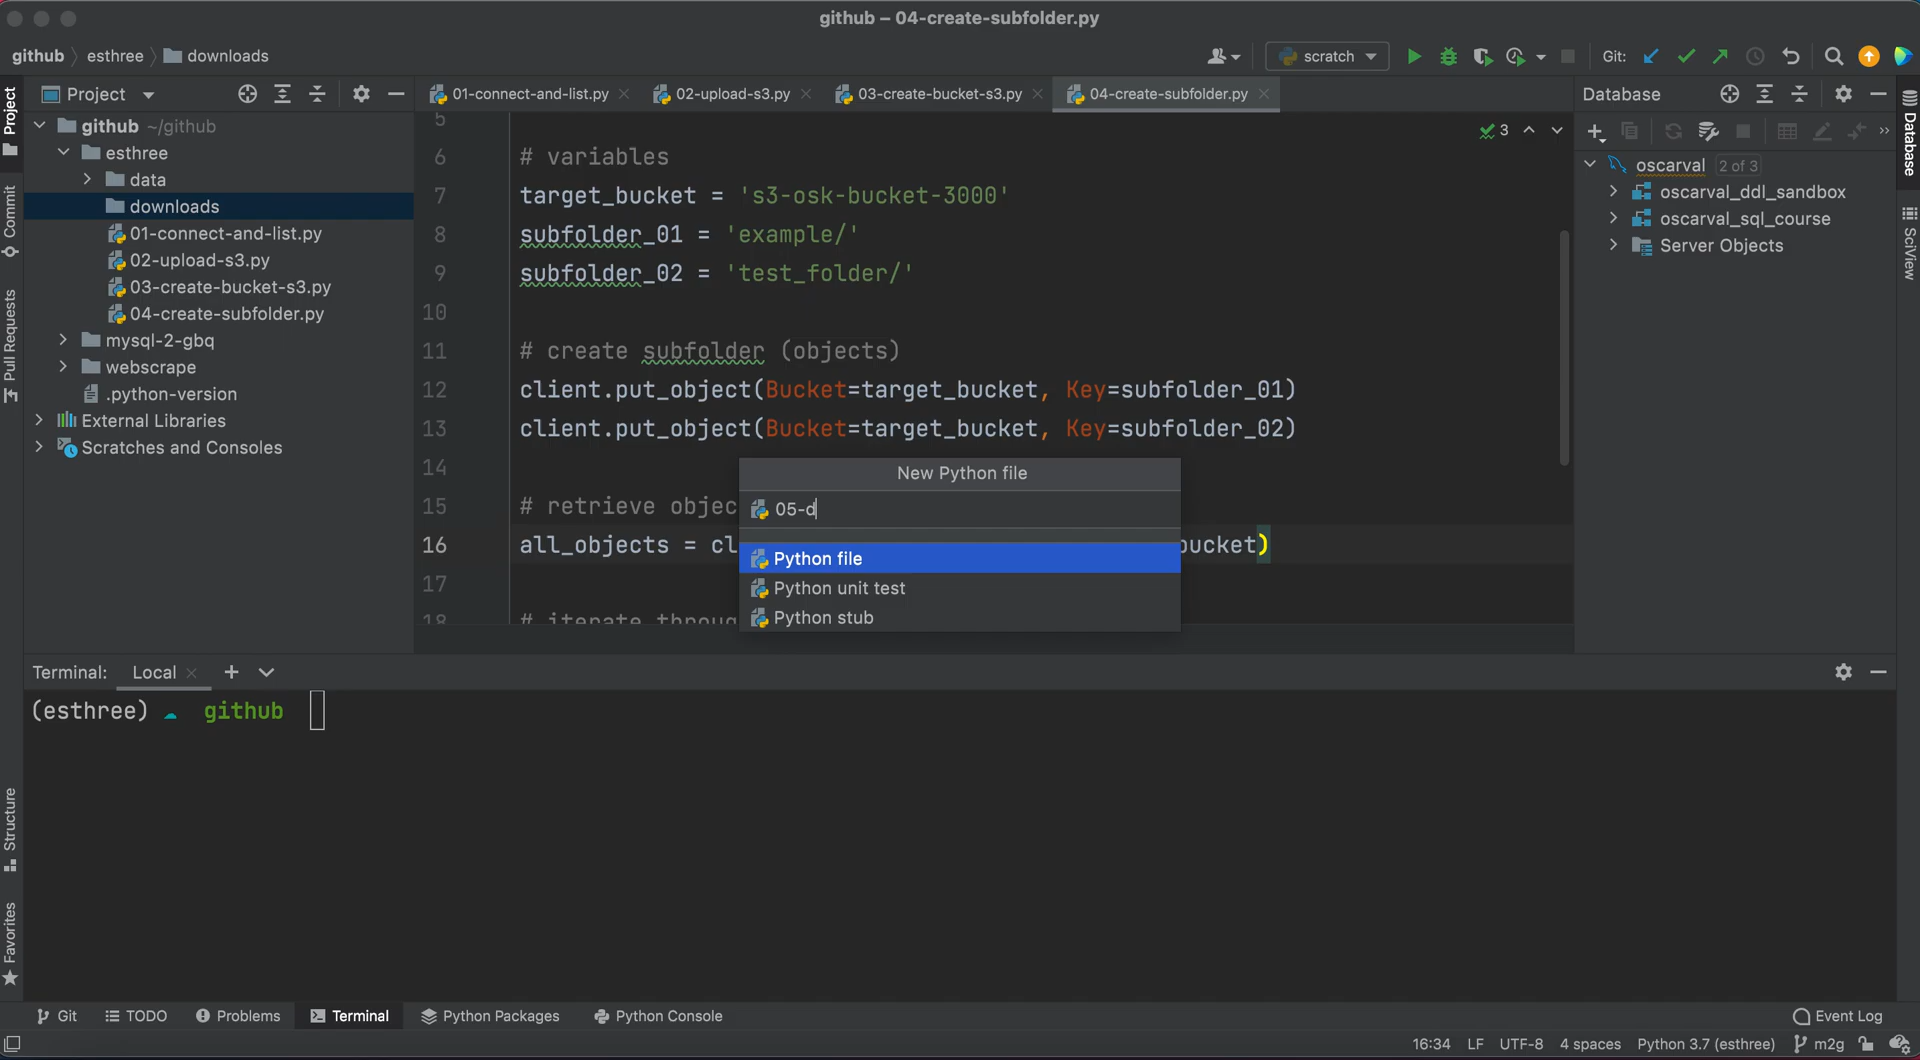 github – 04-create-subfolder.py
github
esthree
downloads
scratch
Git:
Project
01-connect-and-list.py
02-upload-s3.py
03-create-bucket-s3.py
04-create-subfolder.py
Database
Project
Commit
Pull Requests
Structure
Favorites
github ~/github
esthree
data
downloads
01-connect-and-list.py
02-upload-s3.py
03-create-bucket-s3.py
04-create-subfolder.py
mysql-2-gbq
webscrape
.python-version
External Libraries
Scratches and Consoles
5
6 # variables
7 target_bucket = 's3-osk-bucket-3000'
8 subfolder_01 = 'example/'
9 subfolder_02 = 'test_folder/'
10
11 # create subfolder (objects)
12 client.put_object(Bucket=target_bucket, Key=subfolder_01)
13 client.put_object(Bucket=target_bucket, Key=subfolder_02)
14
15 # retrieve objec
16 all_objects = cl bucket)
17
18 # iterate throug
3
New Python file
05-d
Python file
Python unit test
Python stub
oscarval 2 of 3
oscarval_ddl_sandbox
oscarval_sql_course
Server Objects
Database
SciView
Terminal: Local
(esthree) github
Git
TODO
Problems
Terminal
Python Packages
Python Console
Event Log
16:34 LF UTF-8 4 spaces Python 3.7 (esthree) m2g